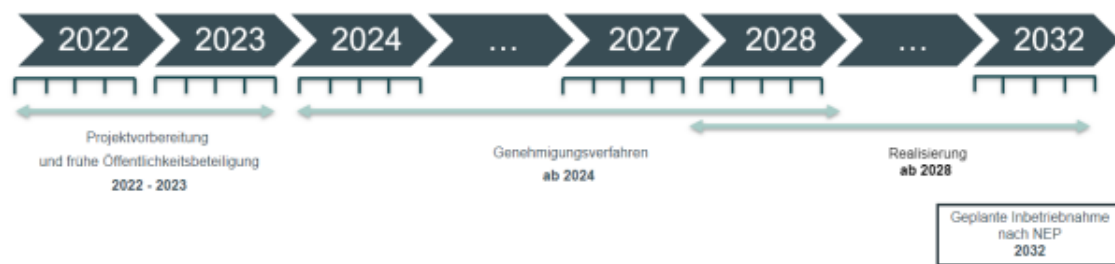 2022 2023 2024 ... 2027 2028 ... 2032
Projektvorbereitung
und frühe Öffentlichkeitsbeteiligung
2022 - 2023
Genehmigungsverfahren
ab 2024
Realisierung
ab 2028
Geplante Inbetriebnahme
nach NEP
2032